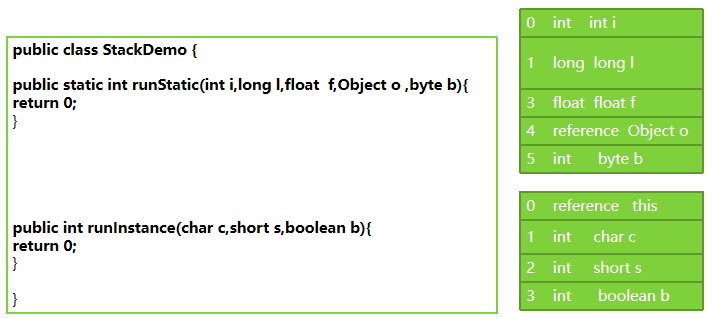 public class StackDemo {
public static int runStatic(int i,long l,float f,Object o ,byte b){
return 0;
}
public int runInstance(char c,short s,boolean b){
return 0;
}
}
0 int int i
1 long long l
3 float float f
4 reference Object o
5 int byte b
0 reference this
1 int char c
2 int short s
3 int boolean b